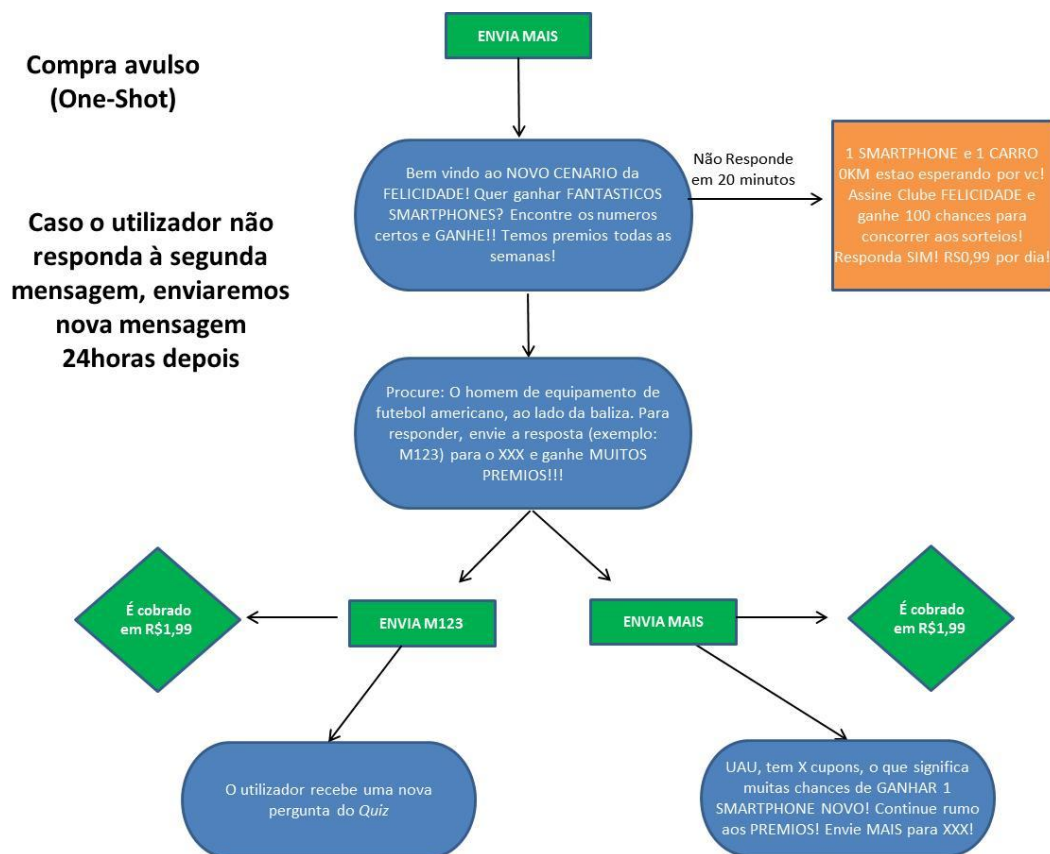 ENVIA MAIS
Compra avulso
(One-Shot)
Bem vindo ao NOVO CENARIO da
FELICIDADE! Quer ganhar FANTASTICOS
SMARTPHONES? Encontre os numeros
certos e GANHE!! Temos premios todas as
semanas!
Não Responde
em 20 minutos
1 SMARTPHONE e 1 CARRO
0KM estao esperando por vc!
Assine Clube FELICIDADE e
ganhe 100 chances para
concorrer aos sorteios!
Responda SIM! RS0,99 por dia!
Caso o utilizador não
responda à segunda
mensagem, enviaremos
nova mensagem
24horas depois
Procure: O homem de equipamento de
futebol americano, ao lado da baliza. Para
responder, envie a resposta (exemplo:
M123) para o XXX e ganhe MUITOS
PREMIOS!!!
É cobrado
em R$1,99
ENVIA M123
ENVIA MAIS
É cobrado
em R$1,99
O utilizador recebe uma nova
pergunta do Quiz
UAU, tem X cupons, o que significa
muitas chances de GANHAR 1
SMARTPHONE NOVO! Continue rumo
aos PREMIOS! Envie MAIS para XXX!